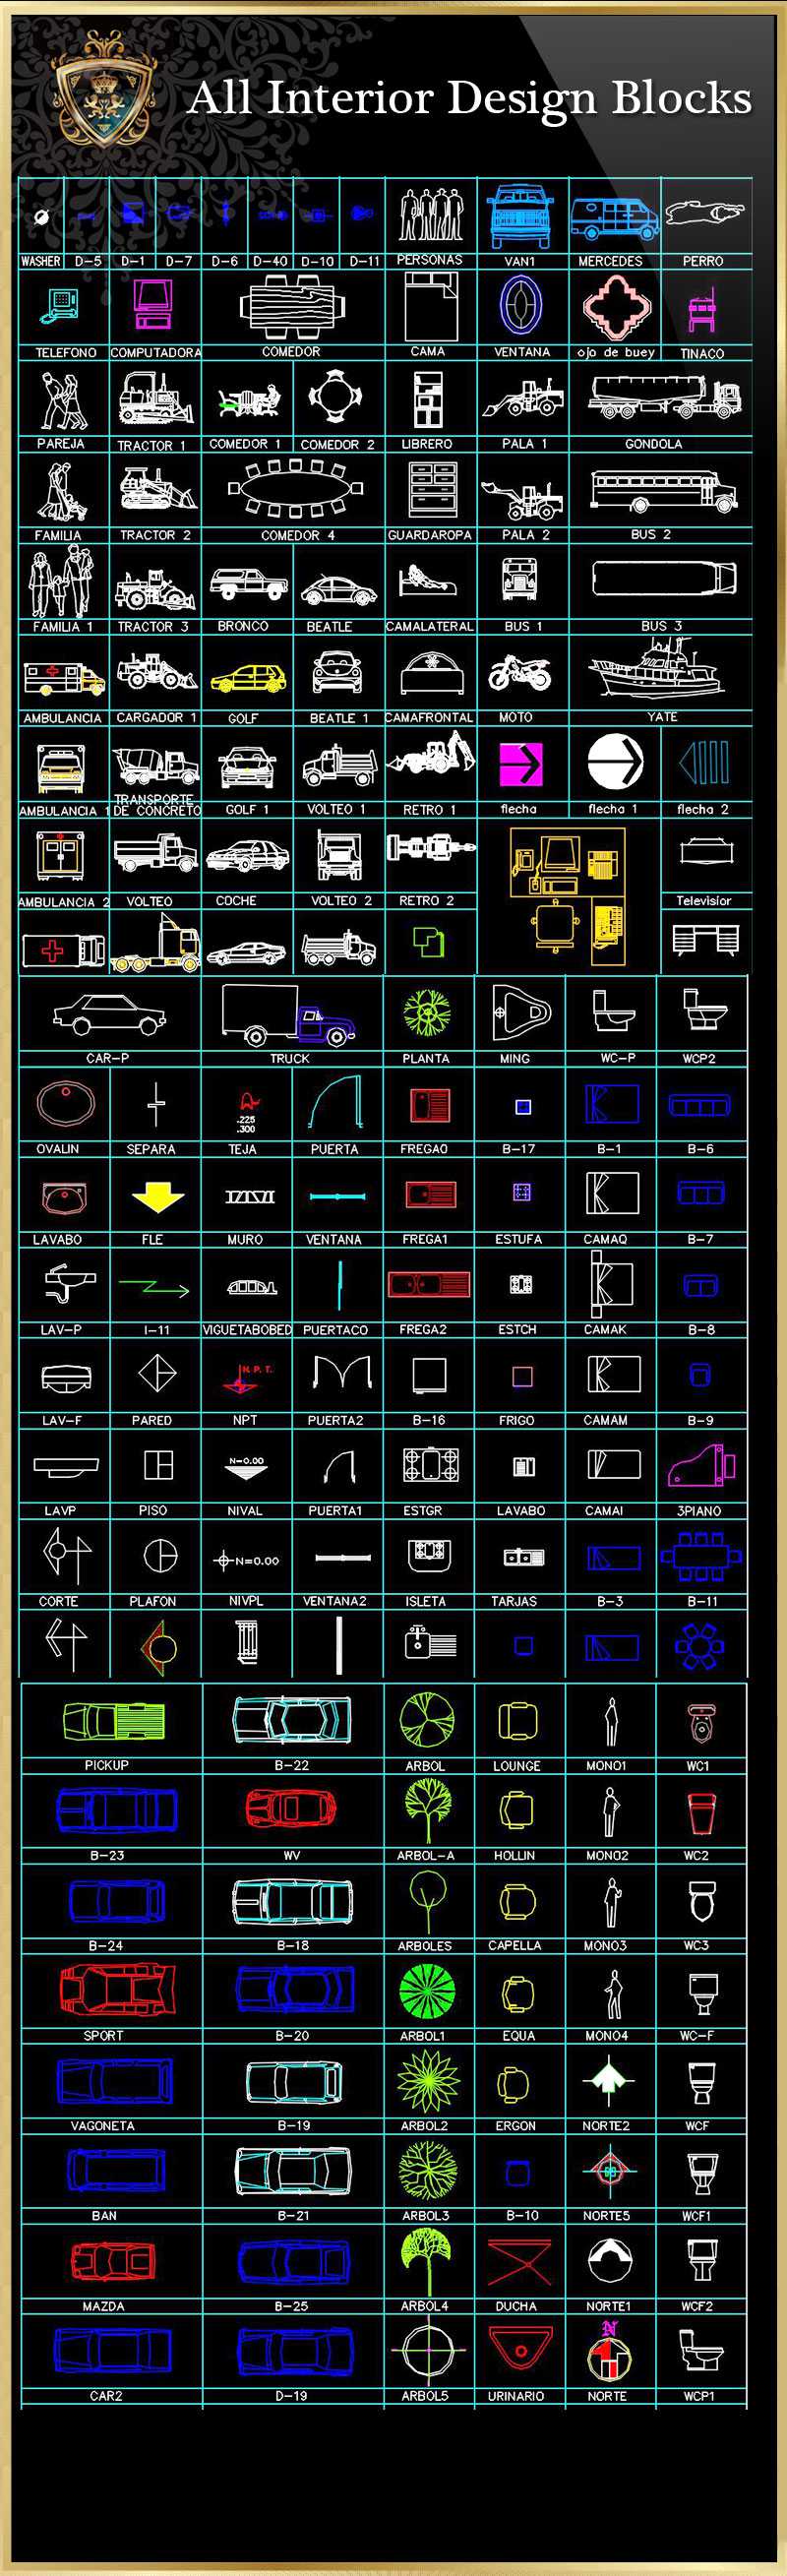 All Interior Design Blocks
WASHER D-5 D-1 D-7 D-6 D-40 D-10 D-11 PERSONAS VAN1 MERCEDES PERRO
TELEFONO COMPUTADORA COMEDOR CAMA VENTANA ojo de buey TINACO
PAREJA TRACTOR 1 COMEDOR 1 COMEDOR 2 LIBRERO PALA 1 GONDOLA
FAMILIA TRACTOR 2 COMEDOR 4 GUARDAROPA PALA 2 BUS 2
FAMILIA 1 TRACTOR 3 BRONCO BEATLE CAMALATERAL BUS 1 BUS 3
AMBULANCIA CARGADOR 1 GOLF BEATLE 1 CAMAFRONTAL MOTO YATE
AMBULANCIA 1 TRANSPORTE DE CONCRETO GOLF 1 VOLTEO 1 RETRO 1 flecha flecha 1 flecha 2
AMBULANCIA 2 VOLTEO COCHE VOLTEO 2 RETRO 2 Televisior
CAR-P TRUCK PLANTA MING WC-P WCP2
.225
.300
OVALIN SEPARA TEJA PUERTA FREGAO B-17 B-1 B-6
LAVABO FLE MURO VENTANA FREGA1 ESTUFA CAMAQ B-7
LAV-P I-11 VIGUETABOBED PUERTACO FREGA2 ESTCH CAMAK B-8
N. P. T.
LAV-F PARED NPT PUERTA2 B-16 FRIGO CAMAM B-9
N=0.00
LAVP PISO NIVAL PUERTA1 ESTGR LAVABO CAMAI 3PIANO
N=0.00
CORTE PLAFON NIVPL VENTANA2 ISLETA TARJAS B-3 B-11
PICKUP B-22 ARBOL LOUNGE MONO1 WC1
B-23 WV ARBOL-A HOLLIN MONO2 WC2
B-24 B-18 ARBOLES CAPELLA MONO3 WC3
SPORT B-20 ARBOL1 EQUA MONO4 WC-F
VAGONETA B-19 ARBOL2 ERGON NORTE2 WCF
BAN B-21 ARBOL3 B-10 NORTE5 WCF1
MAZDA B-25 ARBOL4 DUCHA NORTE1 WCF2
N
CAR2 D-19 ARBOL5 URINARIO NORTE WCP1